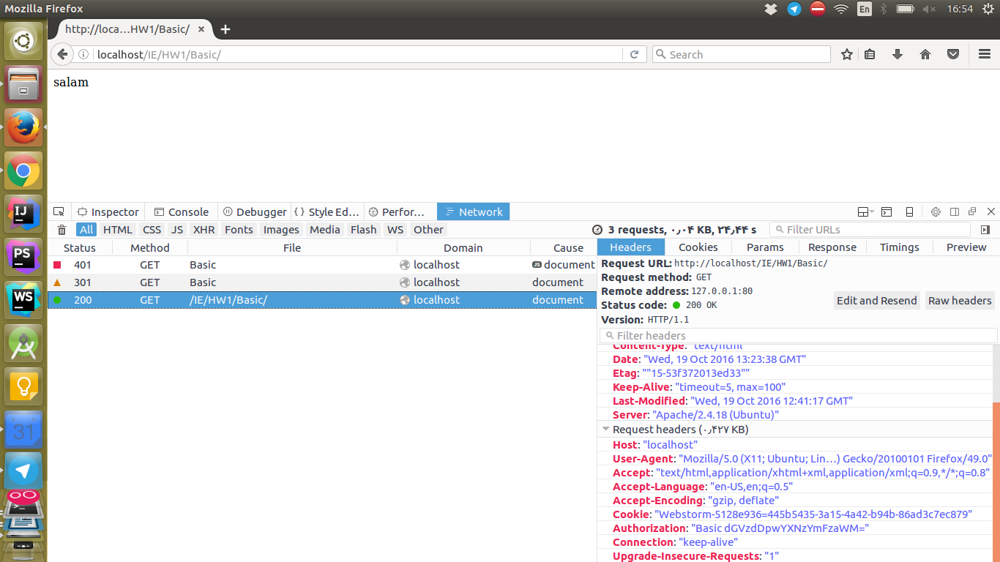 Mozilla Firefox
En
16:54
http://loca…HW1/Basic/
localhost/IE/HW1/Basic/
Search
salam
Inspector Console Debugger Style Ed… Perfor… Network
All HTML CSS JS XHR Fonts Images Media Flash WS Other
3 requests, ۰٫۰۴ KB, ۲۴٫۴۴ s
Filter URLs
Status Method File Domain Cause
401 GET Basic localhost JS document
301 GET Basic localhost document
200 GET /IE/HW1/Basic/ localhost document
Headers Cookies Params Response Timings Preview
Request URL: http://localhost/IE/HW1/Basic/
Request method: GET
Remote address: 127.0.0.1:80
Status code: 200 OK
Edit and Resend Raw headers
Version: HTTP/1.1
Filter headers
Content-Type: "text/html"
Date: "Wed, 19 Oct 2016 13:23:38 GMT"
Etag: ""15-53f372013ed33""
Keep-Alive: "timeout=5, max=100"
Last-Modified: "Wed, 19 Oct 2016 12:41:17 GMT"
Server: "Apache/2.4.18 (Ubuntu)"
Request headers (۰٫۴۲۷ KB)
Host: "localhost"
User-Agent: "Mozilla/5.0 (X11; Ubuntu; Lin…) Gecko/20100101 Firefox/49.0"
Accept: "text/html,application/xhtml+xml,application/xml;q=0.9,*/*;q=0.8"
Accept-Language: "en-US,en;q=0.5"
Accept-Encoding: "gzip, deflate"
Cookie: "Webstorm-5128e936=445b5435-3a15-4a42-b94b-86ad3c7ec879"
Authorization: "Basic dGVzdDpwYXNzYmFzaWM="
Connection: "keep-alive"
Upgrade-Insecure-Requests: "1"
IJ
PS
WS
31